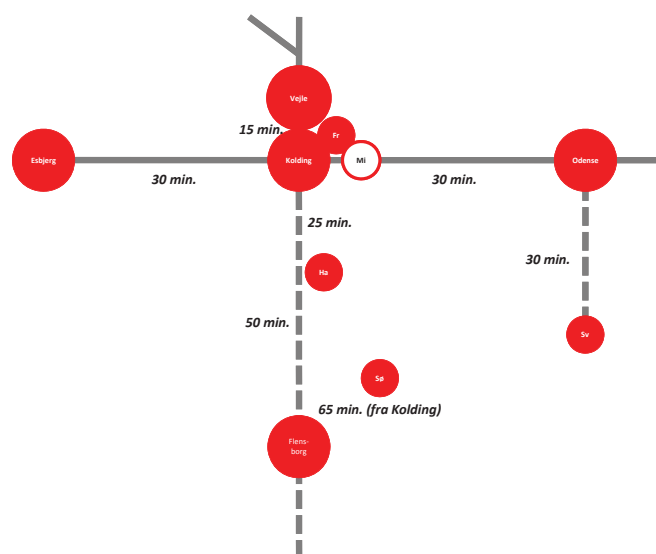 Vejle
15 min.
Fr
Esbjerg
Kolding
Mi
Odense
30 min.
30 min.
25 min.
30 min.
Ha
50 min.
Sv
Sø
65 min. (fra Kolding)
Flens-
borg